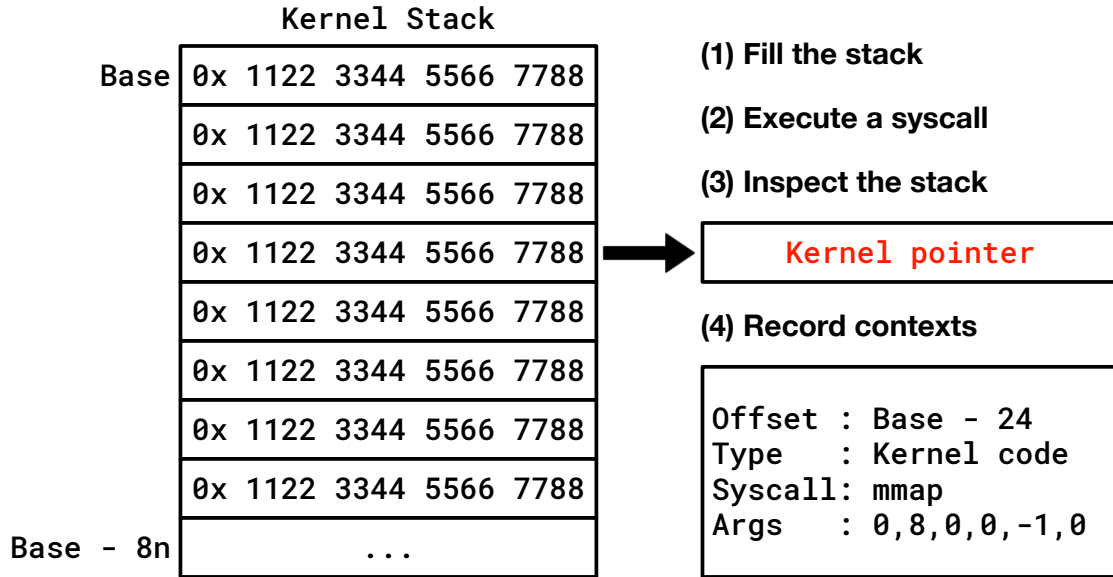 Kernel Stack
Base
0x 1122 3344 5566 7788
0x 1122 3344 5566 7788
0x 1122 3344 5566 7788
0x 1122 3344 5566 7788
0x 1122 3344 5566 7788
0x 1122 3344 5566 7788
0x 1122 3344 5566 7788
0x 1122 3344 5566 7788
Base - 8n
...
(1) Fill the stack
(2) Execute a syscall
(3) Inspect the stack
Kernel pointer
(4) Record contexts
Offset : Base - 24
Type   : Kernel code
Syscall: mmap
Args   : 0,8,0,0,-1,0